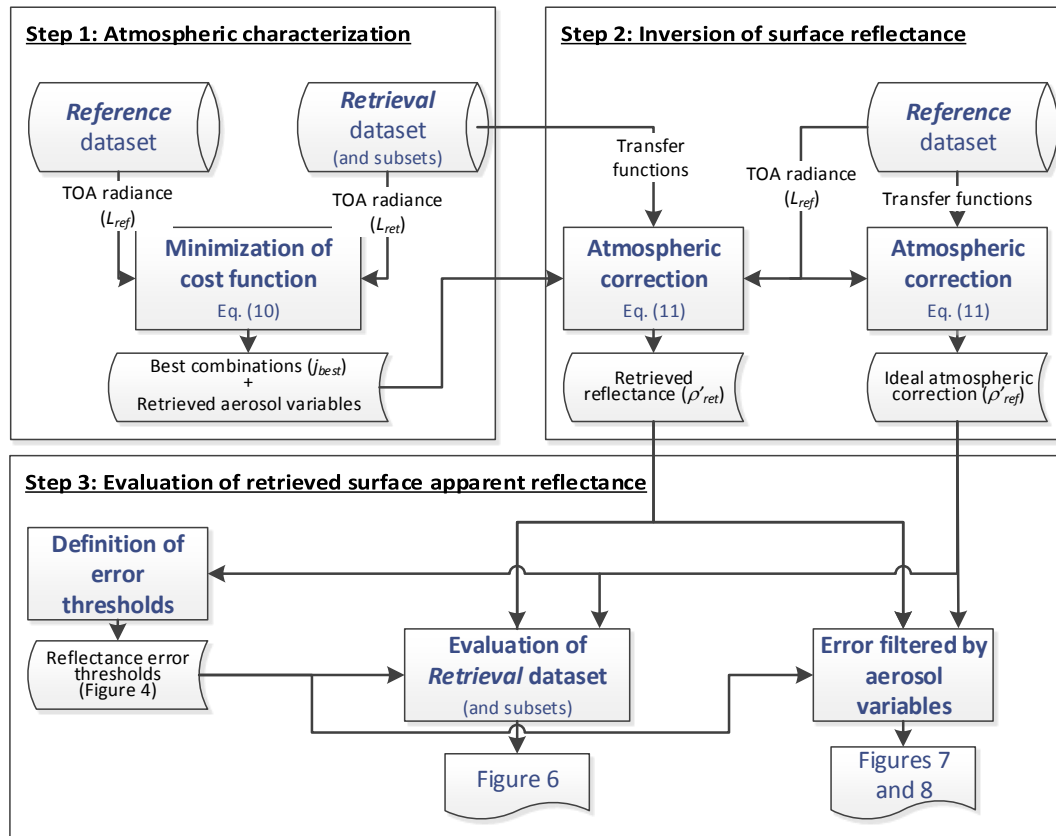 Step 1: Atmospheric characterization
Reference
dataset
Retrieval
dataset
(and subsets)
TOA radiance
(Lref)
TOA radiance
(Lret)
Minimization of
cost function
Eq. (10)
Best combinations (jbest)
+
Retrieved aerosol variables
Step 2: Inversion of surface reflectance
Reference
dataset
Transfer
functions
TOA radiance
(Lref)
Transfer functions
Atmospheric
correction
Eq. (11)
Atmospheric
correction
Eq. (11)
Retrieved
reflectance (ρ'ret)
Ideal atmospheric
correction (ρ'ref)
Step 3: Evaluation of retrieved surface apparent reflectance
Definition of
error
thresholds
Reflectance error
thresholds
(Figure 4)
Evaluation of
Retrieval dataset
(and subsets)
Error filtered by
aerosol
variables
Figure 6
Figures 7
and 8